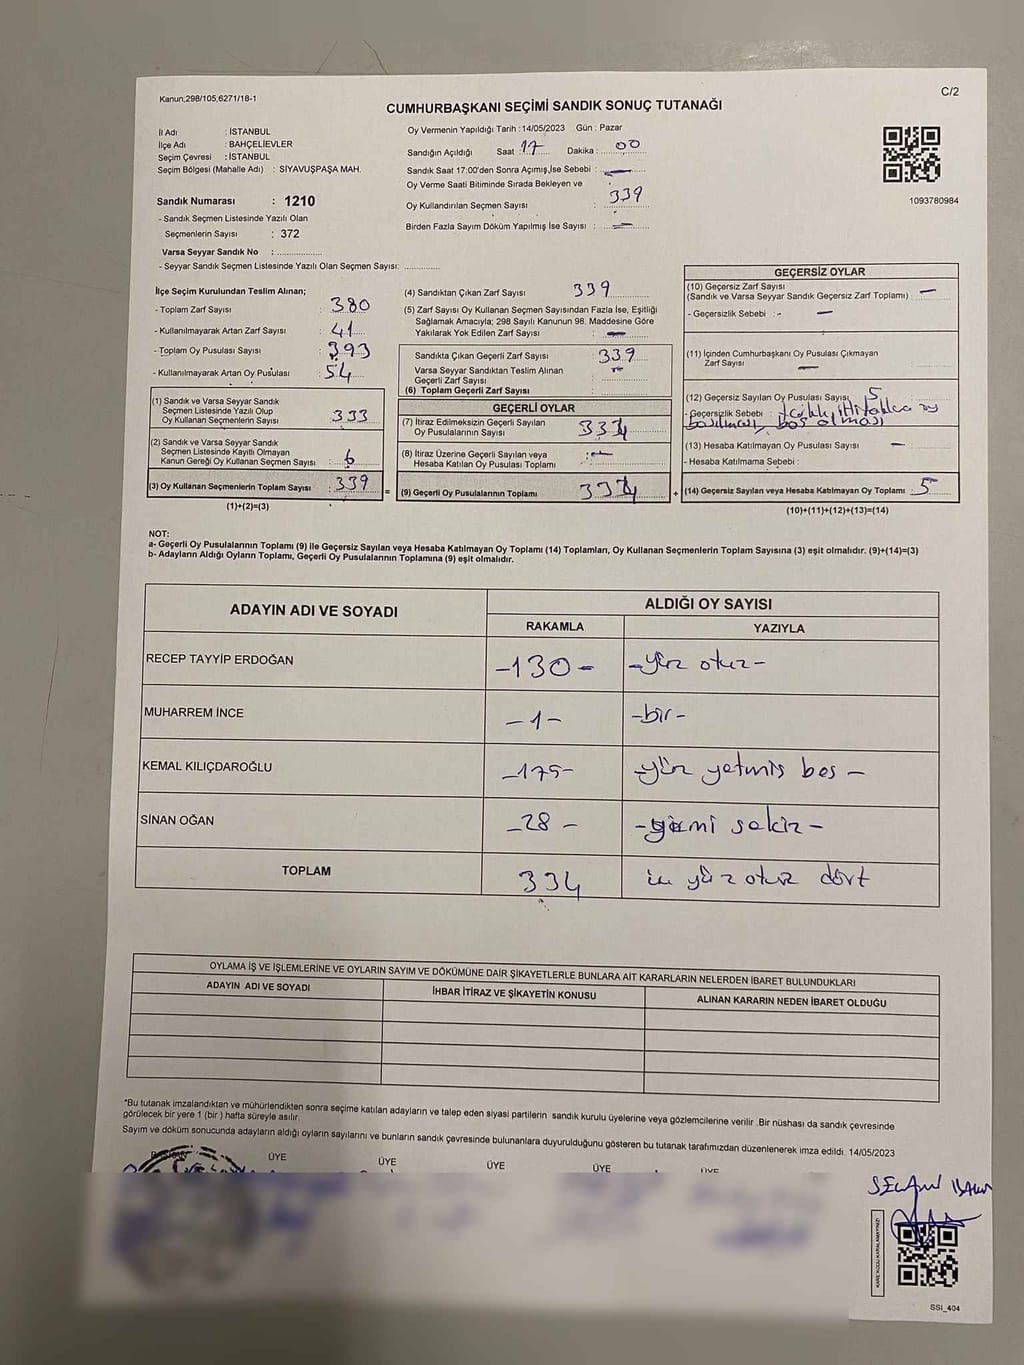 Kanun;298/105,6271/18-1
C/2
CUMHURBAŞKANI SEÇİMİ SANDIK SONUÇ TUTANAĞI
İl Adı : İSTANBUL
İlçe Adı : BAHÇELİEVLER
Seçim Çevresi : İSTANBUL
Seçim Bölgesi (Mahalle Adı) : SİYAVUŞPAŞA MAH.
Oy Vermenin Yapıldığı Tarih : 14/05/2023 Gün : Pazar
Sandığın Açıldığı Saat : 17 Dakika : 00
Sandık Saat 17:00'den Sonra Açımış,İse Sebebi : —
Oy Verme Saati Bitiminde Sırada Bekleyen ve
Oy Kullandırılan Seçmen Sayısı : 339
Birden Fazla Sayım Döküm Yapılmış İse Sayısı : —
1093780984
Sandık Numarası : 1210
- Sandık Seçmen Listesinde Yazılı Olan
Seçmenlerin Sayısı : 372
Varsa Seyyar Sandık No : ..............
- Seyyar Sandık Seçmen Listesinde Yazılı Olan Seçmen Sayısı: ............
İlçe Seçim Kurulundan Teslim Alınan;
- Toplam Zarf Sayısı : 380
- Kullanılmayarak Artan Zarf Sayısı : 41
- Toplam Oy Pusulası Sayısı : 393
- Kullanılmayarak Artan Oy Pusulası : 54
(1) Sandık ve Varsa Seyyar Sandık
Seçmen Listesinde Yazılı Olup
Oy Kullanan Seçmen Sayısı : 333
(2) Sandık ve Varsa Seyyar Sandık
Seçmen Listesinde Kayıtlı Olmayan
Kanun Gereği Oy Kullanan Seçmen Sayısı : 6
(3) Oy Kullanan Seçmenlerin Toplam Sayısı : 339
(1)+(2)=(3)
=
(4) Sandıktan Çıkan Zarf Sayısı : 339
(5) Zarf Sayısı Oy Kullanan Seçmen Sayısından Fazla İse, Eşitliği
Sağlamak Amacıyla; 298 Sayılı Kanunun 98. Maddesine Göre
Yakılarak Yok Edilen Zarf Sayısı : —
Sandıkta Çıkan Geçerli Zarf Sayısı : 339
Varsa Seyyar Sandıktan Teslim Alınan
Geçerli Zarf Sayısı :
(6) Toplam Geçerli Zarf Sayısı
GEÇERLİ OYLAR
(7) İtiraz Edilmeksizin Geçerli Sayılan
Oy Pusulalarının Sayısı : 334
(8) İtiraz Üzerine Geçerli Sayılan veya
Hesaba Katılan Oy Pusulası Toplamı : —
(9) Geçerli Oy Pusulalarının Toplamı 334
+
GEÇERSİZ OYLAR
(10) Geçersiz Zarf Sayısı
(Sandık ve Varsa Seyyar Sandık Geçersiz Zarf Toplamı) : —
- Geçersizlik Sebebi : - —
(11) İçinden Cumhurbaşkanı Oy Pusulası Çıkmayan
Zarf Sayısı : —
(12) Geçersiz Sayılan Oy Pusulası Sayısı : 5
- Geçersizlik Sebebi : oy
basılması, boş olması
(13) Hesaba Katılmayan Oy Pusulası Sayısı : —
- Hesaba Katılmama Sebebi :
(14) Geçersiz Sayılan veya Hesaba Katılmayan Oy Toplamı : 5
(10)+(11)+(12)+(13)=(14)
NOT:
a- Geçerli Oy Pusulalarının Toplamı (9) ile Geçersiz Sayılan veya Hesaba Katılmayan Oy Toplamı (14) Toplamları, Oy Kullanan Seçmenlerin Toplam Sayısına (3) eşit olmalıdır. (9)+(14)=(3)
b- Adayların Aldığı Oyların Toplamı, Geçerli Oy Pusulalarının Toplamına (9) eşit olmalıdır.
ADAYIN ADI VE SOYADI
ALDIĞI OY SAYISI
RAKAMLA YAZIYLA
RECEP TAYYİP ERDOĞAN -130- -yüz otuz-
MUHARREM İNCE -1- -bir-
KEMAL KILIÇDAROĞLU -175- -yüz yetmiş beş-
SİNAN OĞAN -28- -yirmi sekiz-
TOPLAM 334 üç yüz otuz dört
OYLAMA İŞ VE İŞLEMLERİNE VE OYLARIN SAYIM VE DÖKÜMÜNE DAİR ŞİKAYETLERLE BUNLARA AİT KARARLARIN NELERDEN İBARET BULUNDUKLARI
ADAYIN ADI VE SOYADI İHBAR İTİRAZ VE ŞİKAYETİN KONUSU ALINAN KARARIN NEDEN İBARET OLDUĞU
*Bu tutanak imzalandıktan ve mühürlendikten sonra seçime katılan adayların ve talep eden siyasi partilerin sandık kurulu üyelerine veya gözlemcilerine verilir .Bir nüshası da sandık çevresinde
görülecek bir yere 1 (bir ) hafta süreyle asılır.
Sayım ve döküm sonucunda adayların aldığı oyların sayılarını ve bunların sandık çevresinde bulunanlara duyurulduğunu gösteren bu tutanak tarafımızdan düzenlenerek imza edildi. 14/05/2023
BAŞKAN ÜYE ÜYE ÜYE ÜYE ÜYE
KARE KODU KARALAMAYINIZ!
SSI_404